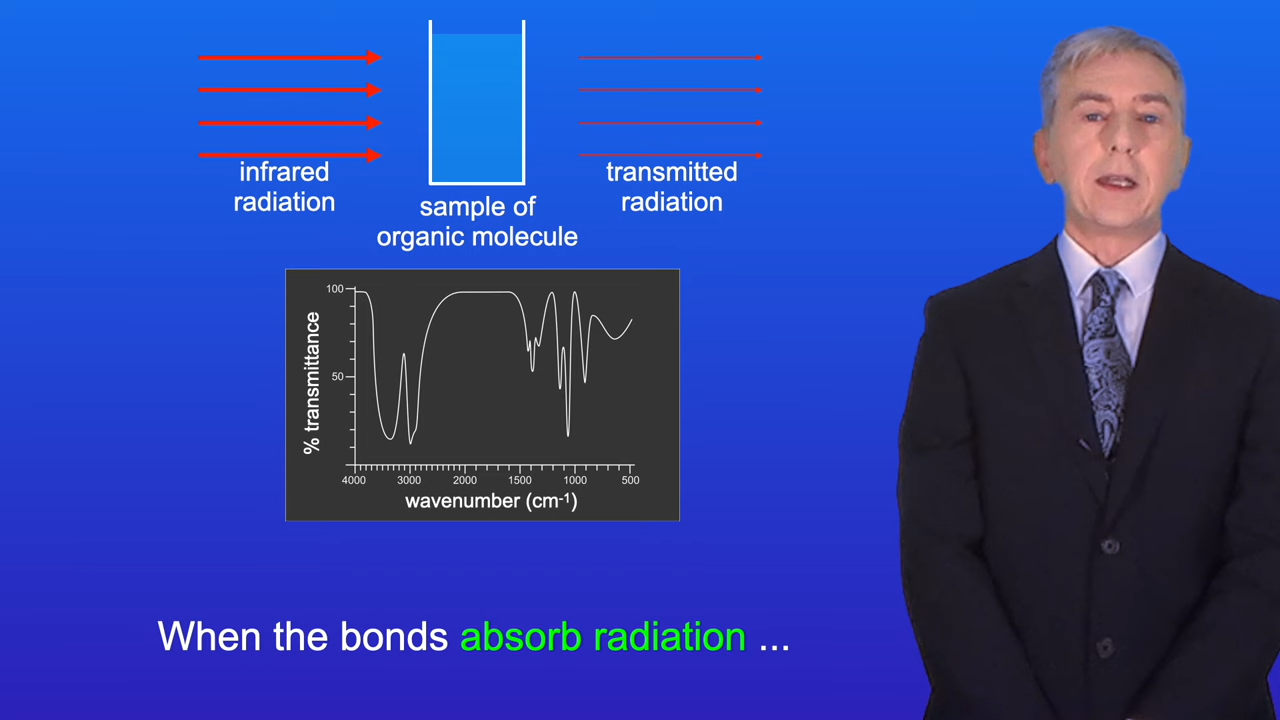 infrared
radiation
sample of
organic molecule
transmitted
radiation
100
50
% transmittance
4000 3000 2000 1500 1000 500
wavenumber (cm-1)
When the bonds absorb radiation ...